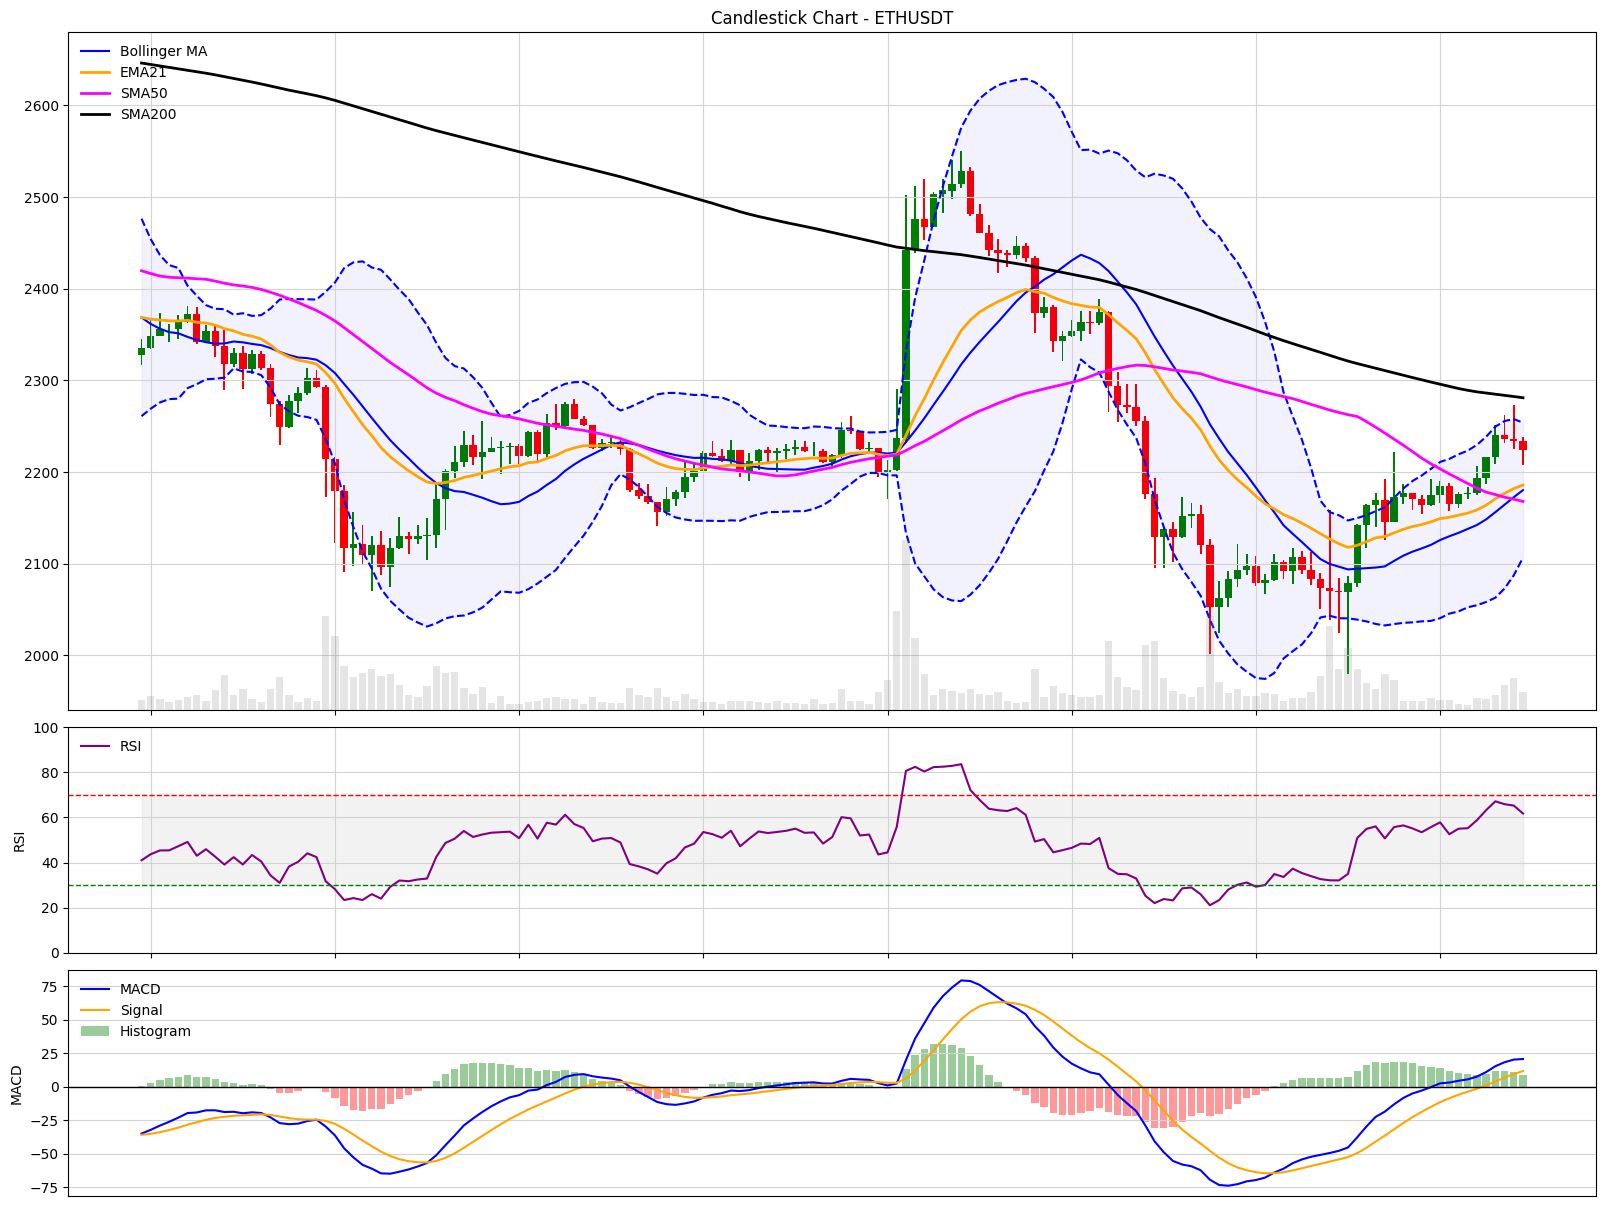 Candlestick Chart - ETHUSDT
Bollinger MA
EMA21
SMA50
SMA200
2600
2500
2400
2300
2200
2100
2000
RSI
100
80
60
40
20
0
RSI
MACD
Signal
Histogram
75
50
25
0
−25
−50
−75
MACD